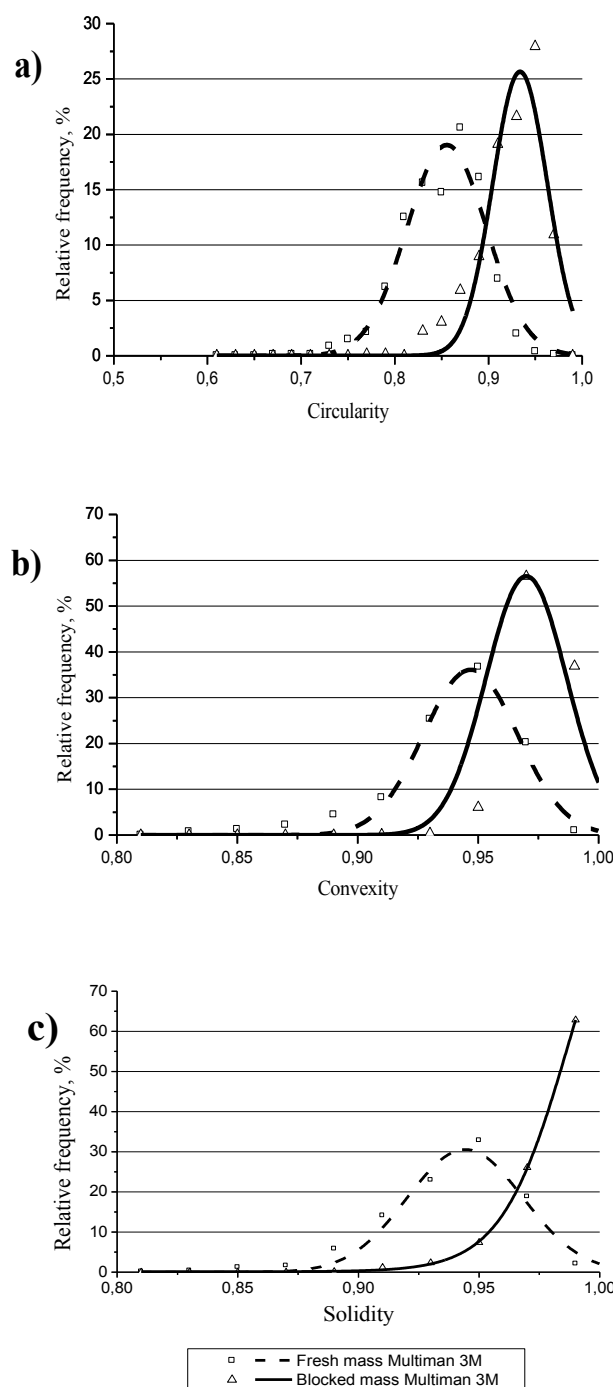 a)
30
25
20
15
10
5
0
Relative frequency, %
0,5 0,6 0,7 0,8 0,9 1,0
Circularity
b)
70
60
50
40
30
20
10
0
Relative frequency, %
0,80 0,85 0,90 0,95 1,00
Convexity
c)
70
60
50
40
30
20
10
0
Relative frequency, %
0,80 0,85 0,90 0,95 1,00
Solidity
Fresh mass Multiman 3M
Blocked mass Multiman 3M